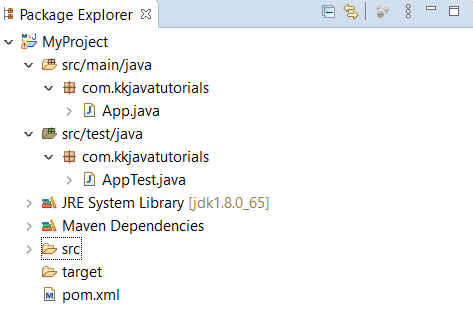 Package Explorer
MyProject
src/main/java
com.kkjavatutorials
App.java
src/test/java
com.kkjavatutorials
AppTest.java
JRE System Library [jdk1.8.0_65]
Maven Dependencies
src
target
pom.xml